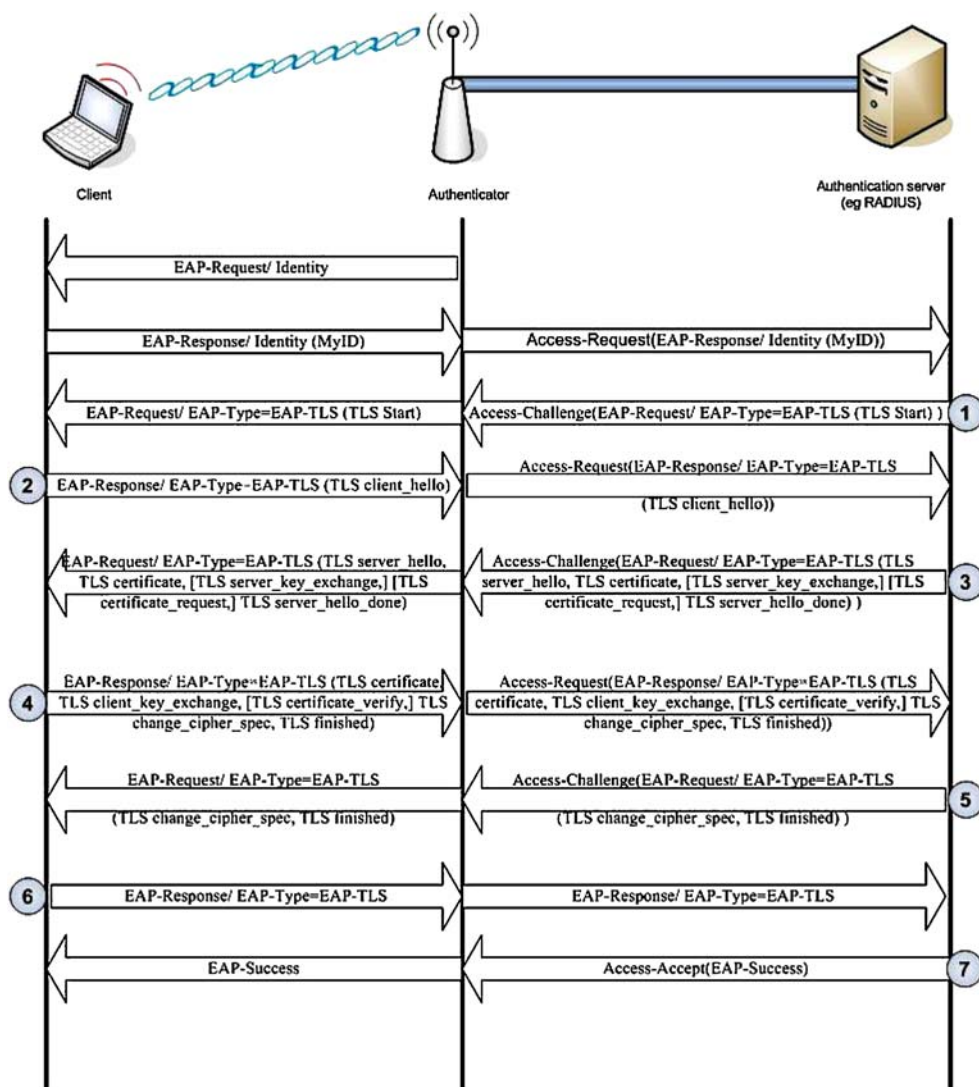 Client
Authenticator
Authentication server
(eg RADIUS)
EAP-Request/ Identity
EAP-Response/ Identity (MyID)
Access-Request(EAP-Response/ Identity (MyID))
EAP-Request/ EAP-Type=EAP-TLS (TLS Start)
Access-Challenge(EAP-Request/ EAP-Type=EAP-TLS (TLS Start) )
1
2
EAP-Response/ EAP-Type=EAP-TLS (TLS client_hello)
Access-Request(EAP-Response/ EAP-Type=EAP-TLS
(TLS client_hello))
EAP-Request/ EAP-Type=EAP-TLS (TLS server_hello,
TLS certificate, [TLS server_key_exchange,] [TLS
certificate_request,] TLS server_hello_done)
Access-Challenge(EAP-Request/ EAP-Type=EAP-TLS (TLS
server_hello, TLS certificate, [TLS server_key_exchange,] [TLS
certificate_request,] TLS server_hello_done) )
3
4
EAP-Response/ EAP-Type=EAP-TLS (TLS certificate,
TLS client_key_exchange, [TLS certificate_verify,] TLS
change_cipher_spec, TLS finished)
Access-Request(EAP-Response/ EAP-Type=EAP-TLS (TLS
certificate, TLS client_key_exchange, [TLS certificate_verify,] TLS
change_cipher_spec, TLS finished))
EAP-Request/ EAP-Type=EAP-TLS
(TLS change_cipher_spec, TLS finished)
Access-Challenge(EAP-Request/ EAP-Type=EAP-TLS
(TLS change_cipher_spec, TLS finished) )
5
6
EAP-Response/ EAP-Type=EAP-TLS
EAP-Response/ EAP-Type=EAP-TLS
EAP-Success
Access-Accept(EAP-Success)
7